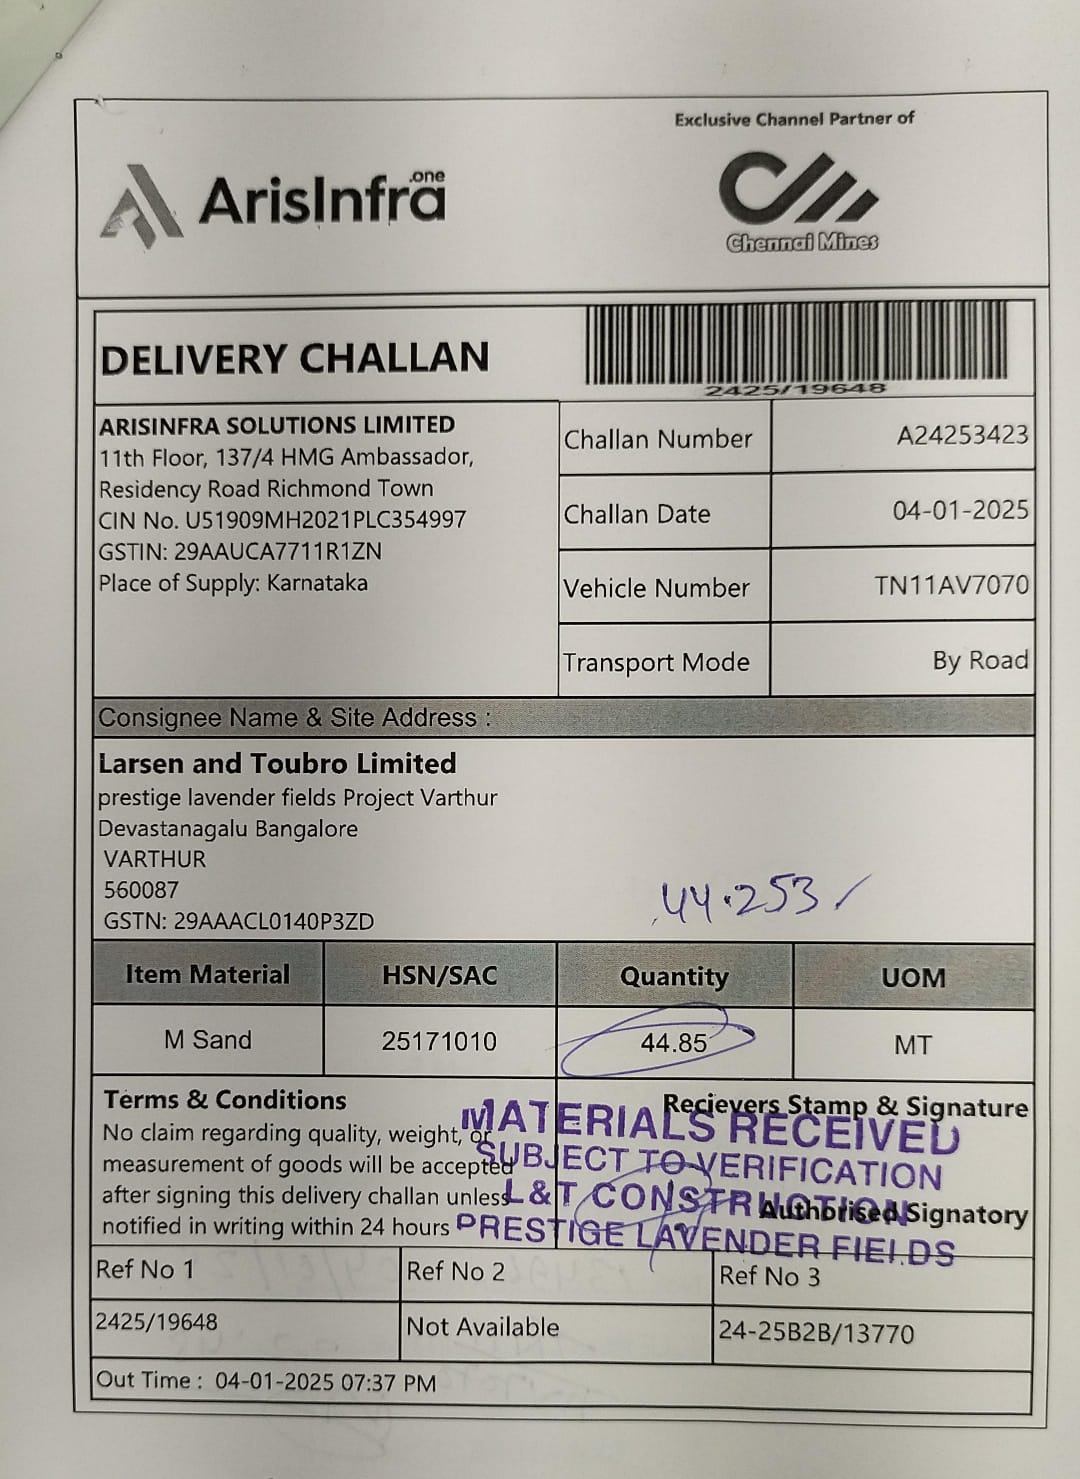 Exclusive Channel Partner of
ArisInfra .one
Chennai Mines
DELIVERY CHALLAN
2425/19648
ARISINFRA SOLUTIONS LIMITED
11th Floor, 137/4 HMG Ambassador,
Residency Road Richmond Town
CIN No. U51909MH2021PLC354997
GSTIN: 29AAUCA7711R1ZN
Place of Supply: Karnataka
Challan Number A24253423
Challan Date 04-01-2025
Vehicle Number TN11AV7070
Transport Mode By Road
Consignee Name & Site Address :
Larsen and Toubro Limited
prestige lavender fields Project Varthur
Devastanagalu Bangalore
VARTHUR
560087
GSTN: 29AAACL0140P3ZD
44.253
Item Material HSN/SAC Quantity UOM
M Sand 25171010 44.85 MT
Terms & Conditions
No claim regarding quality, weight, or
measurement of goods will be accepted
after signing this delivery challan unless
notified in writing within 24 hours
Recievers Stamp & Signature
MATERIALS RECEIVED
SUBJECT TO VERIFICATION
L&T CONSTRUCTION
Authorised Signatory
PRESTIGE LAVENDER FIELDS
Ref No 1 Ref No 2 Ref No 3
2425/19648 Not Available 24-25B2B/13770
Out Time : 04-01-2025 07:37 PM